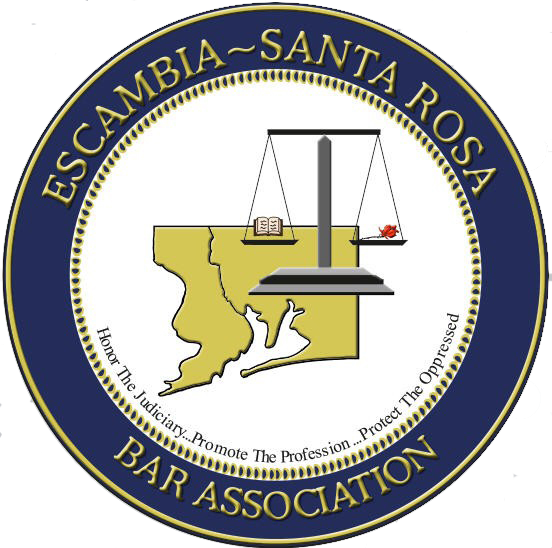 ESCAMBIA~SANTA ROSA
Honor The Judiciary...Promote The Profession ...Protect The Oppressed
BAR ASSOCIATION